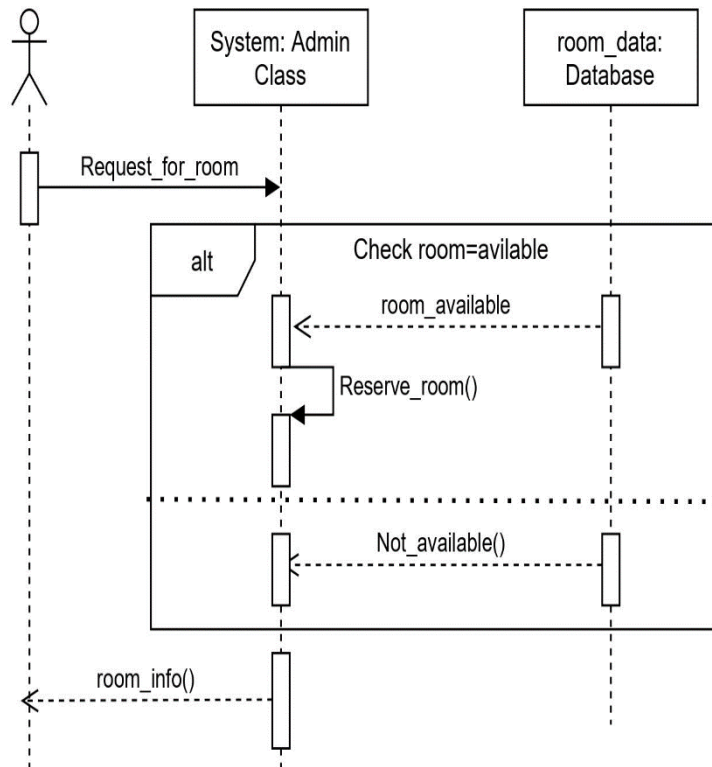 System: Admin
Class
room_data:
Database
Request_for_room
alt
Check room=avilable
room_available
Reserve_room()
Not_available()
room_info()